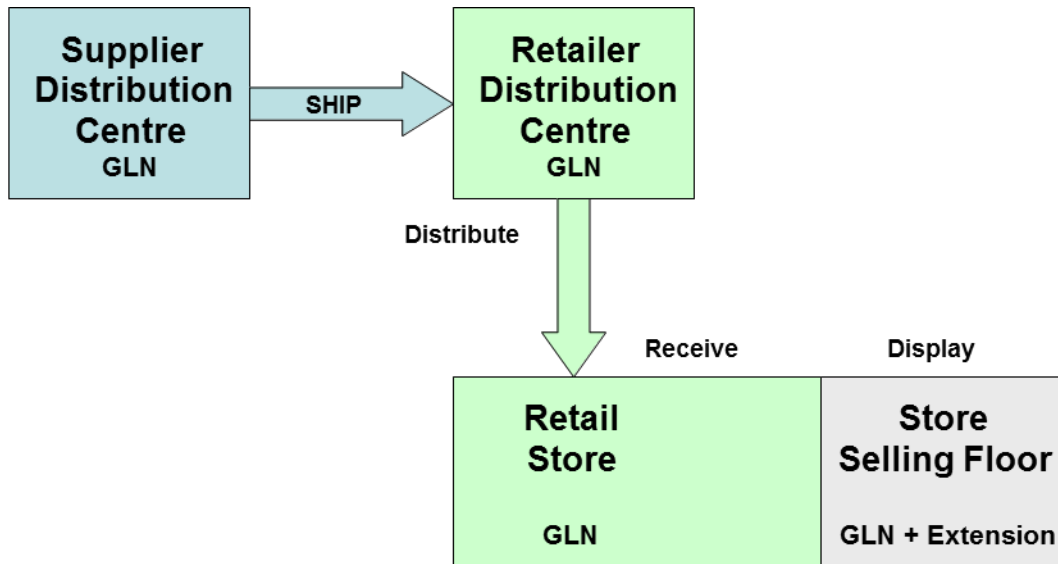 Supplier
Distribution
Centre
GLN
SHIP
Retailer
Distribution
Centre
GLN
Distribute
Receive
Display
Retail
Store
GLN
Store
Selling Floor
GLN + Extension